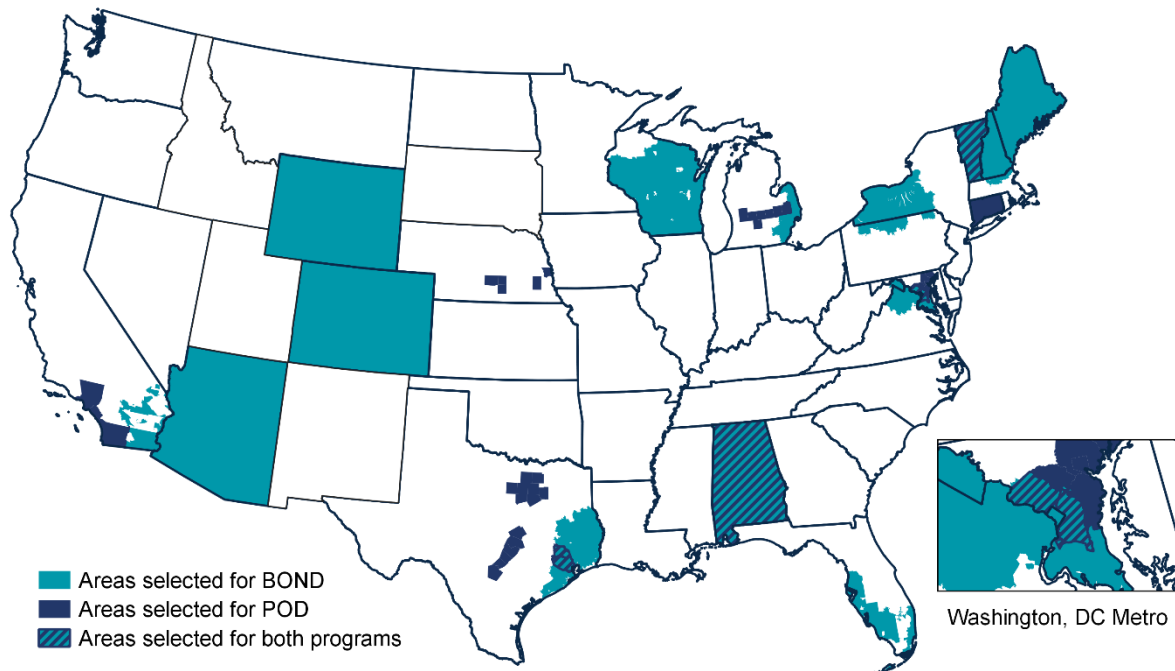 Areas selected for BOND
Areas selected for POD
Areas selected for both programs
Washington, DC Metro